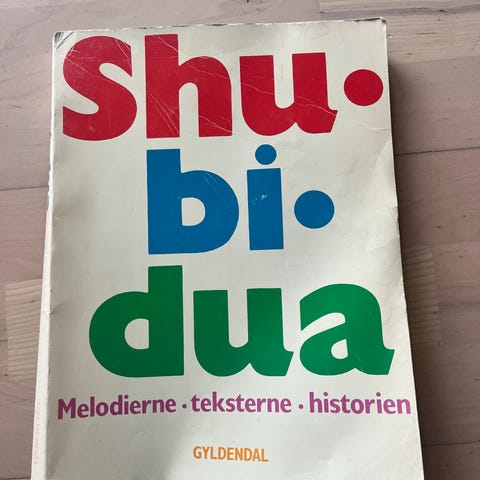 Shu·
bi·
dua
Melodierne · teksterne · historien
GYLDENDAL